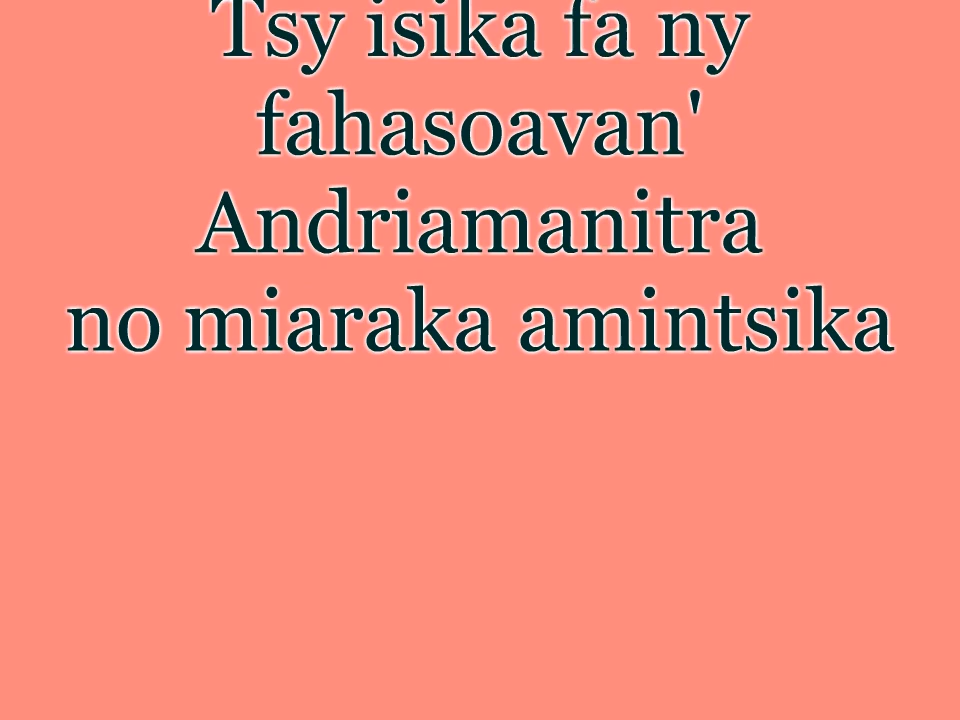 Tsy isika fa ny
fahasoavan'
Andriamanitra
no miaraka amintsika